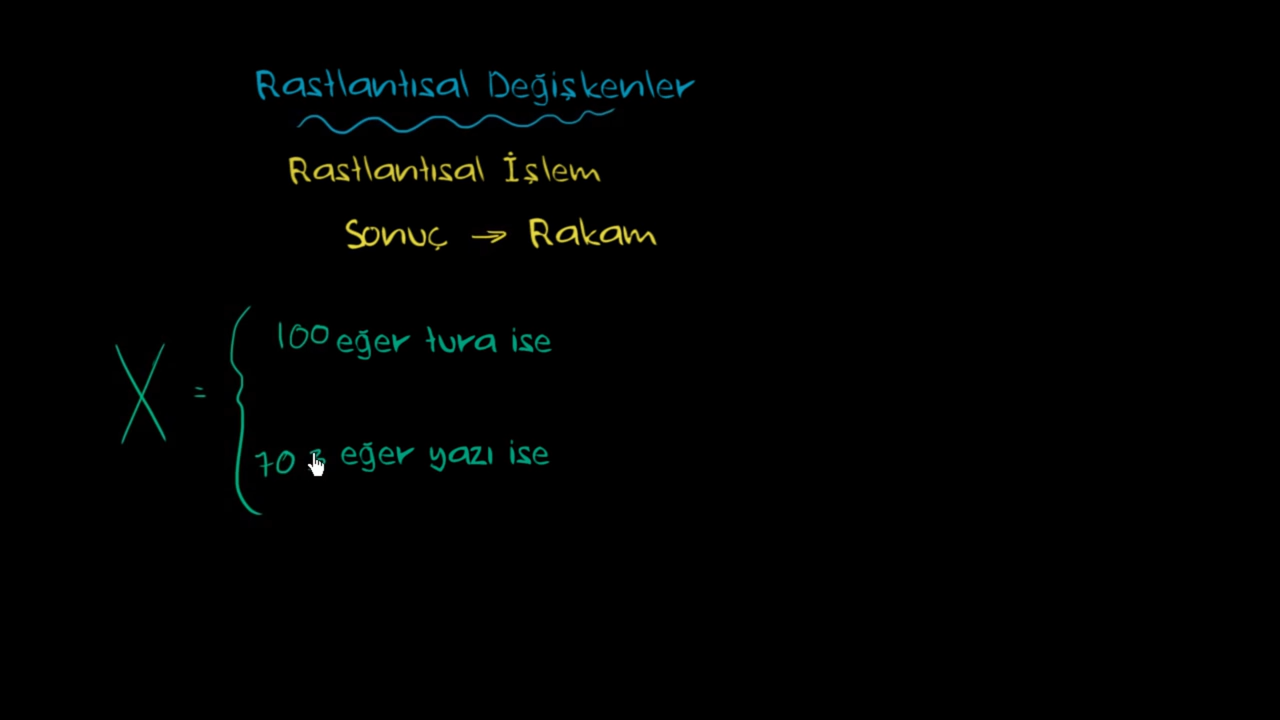 Rastlantısal Değişkenler
Rastlantısal İşlem
Sonuç → Rakam
X =
100 eğer tura ise
70 eğer yazı ise